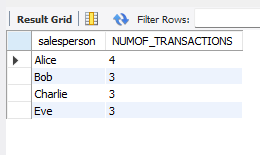 Result Grid Filter Rows:
salesperson NUMOF_TRANSACTIONS
Alice 4
Bob 3
Charlie 3
Eve 3